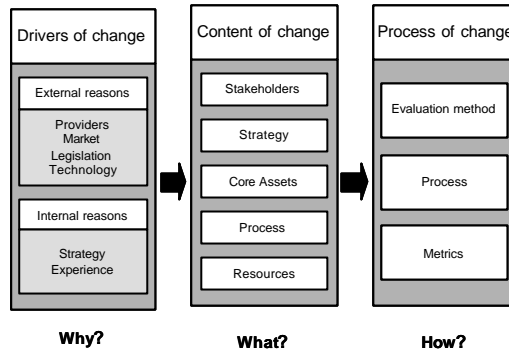 Drivers of change
External reasons
Providers
Market
Legislation
Technology
Internal reasons
Strategy
Experience
Why?
Content of change
Stakeholders
Strategy
Core Assets
Process
Resources
What?
Process of change
Evaluation method
Process
Metrics
How?